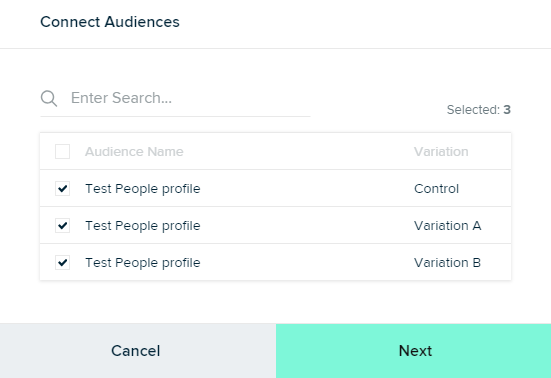 Connect Audiences
Enter Search...
Selected: 3
Audience Name Variation
Test People profile Control
Test People profile Variation A
Test People profile Variation B
Cancel Next